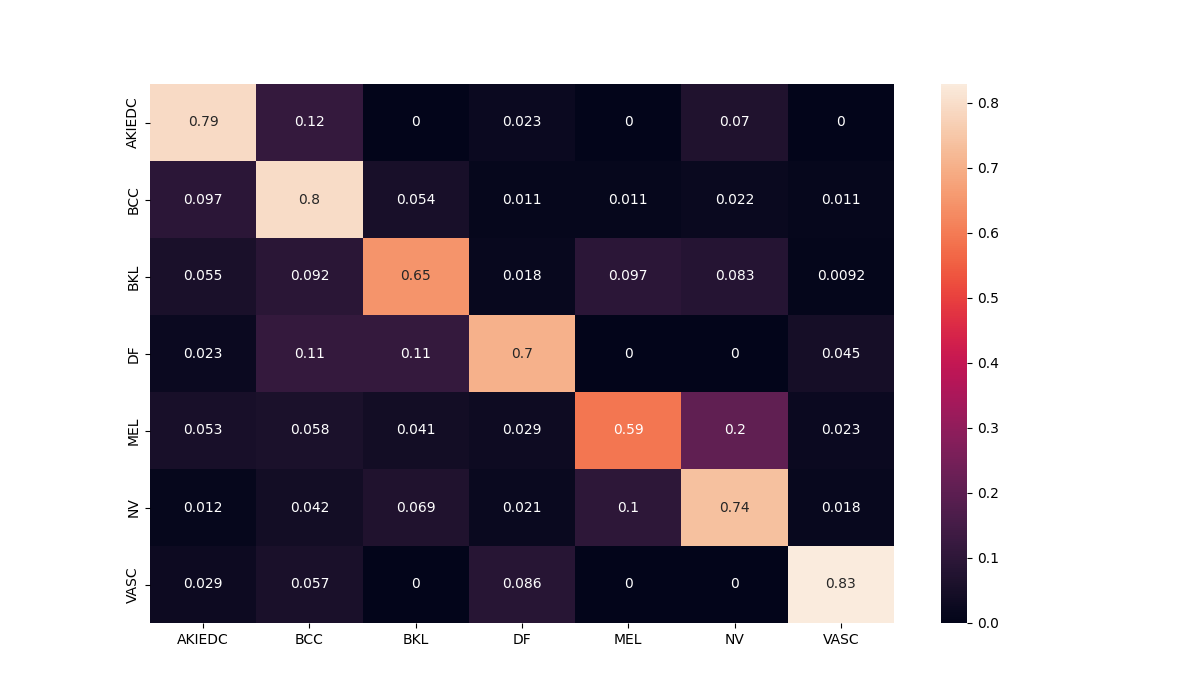 AKIEDC 0.79 0.12 0 0.023 0 0.07 0
BCC 0.097 0.8 0.054 0.011 0.011 0.022 0.011
BKL 0.055 0.092 0.65 0.018 0.097 0.083 0.0092
DF 0.023 0.11 0.11 0.7 0 0 0.045
MEL 0.053 0.058 0.041 0.029 0.59 0.2 0.023
NV 0.012 0.042 0.069 0.021 0.1 0.74 0.018
VASC 0.029 0.057 0 0.086 0 0 0.83
AKIEDC BCC BKL DF MEL NV VASC
0.8
0.7
0.6
0.5
0.4
0.3
0.2
0.1
0.0